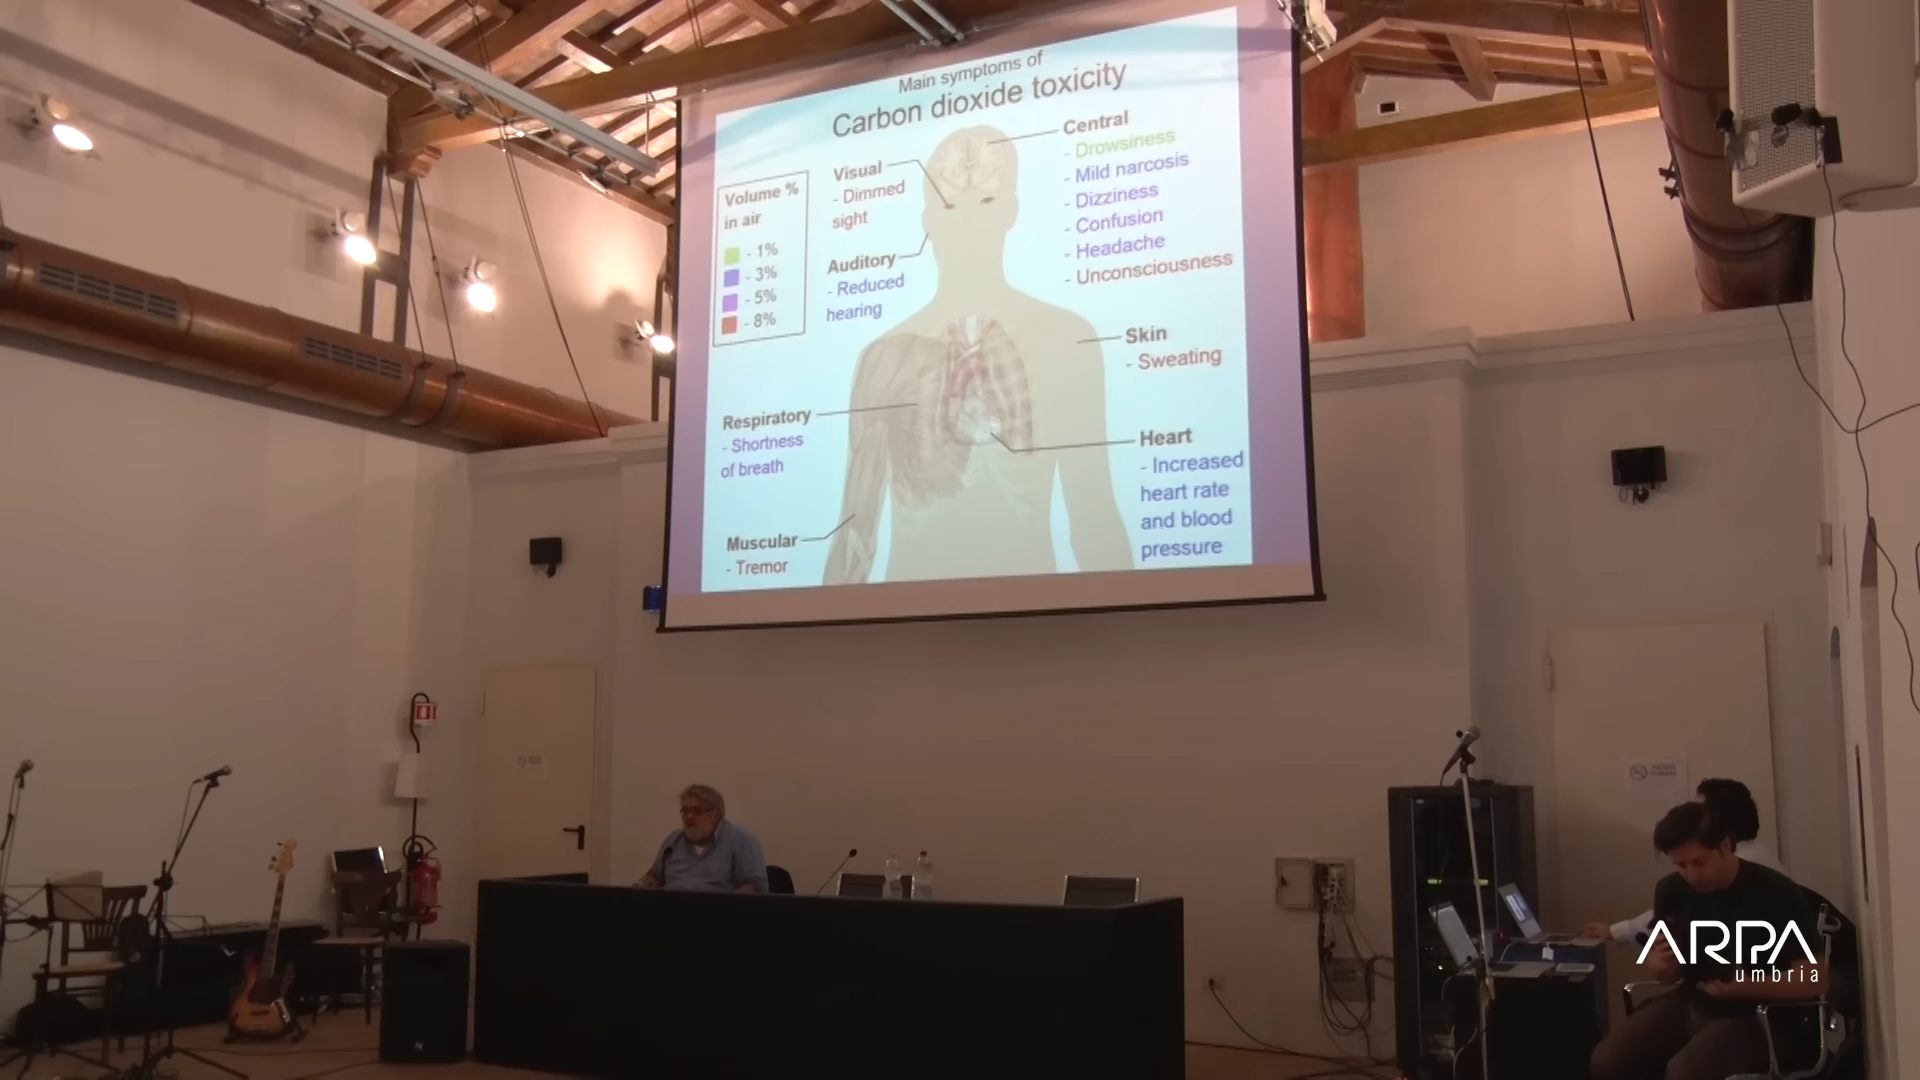 Main symptoms of
Carbon dioxide toxicity
Volume %
in air
- 1%
- 3%
- 5%
- 8%
Visual
- Dimmed
sight
Auditory
- Reduced
hearing
Respiratory
- Shortness
of breath
Muscular
- Tremor
Central
- Drowsiness
- Mild narcosis
- Dizziness
- Confusion
- Headache
- Unconsciousness
Skin
- Sweating
Heart
- Increased
heart rate
and blood
pressure
ARPA
umbria